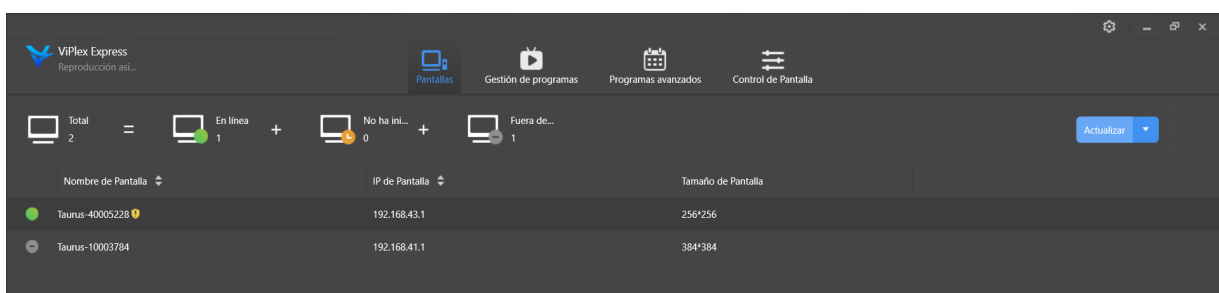 ViPlex Express
Reproducción asi...
Pantallas
Gestión de programas
Programas avanzados
Control de Pantalla
Total
2
=
En línea
1
+
No ha ini...
0
+
Fuera de...
1
Actualizar
Nombre de Pantalla
IP de Pantalla
Tamaño de Pantalla
Taurus-40005228
192.168.43.1
256*256
Taurus-10003784
192.168.41.1
384*384